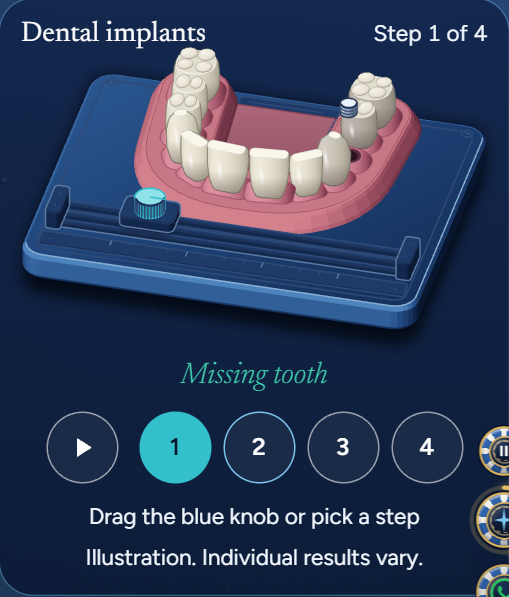 Dental implants
Step 1 of 4
Missing tooth
1 2 3 4
Drag the blue knob or pick a step
Illustration. Individual results vary.